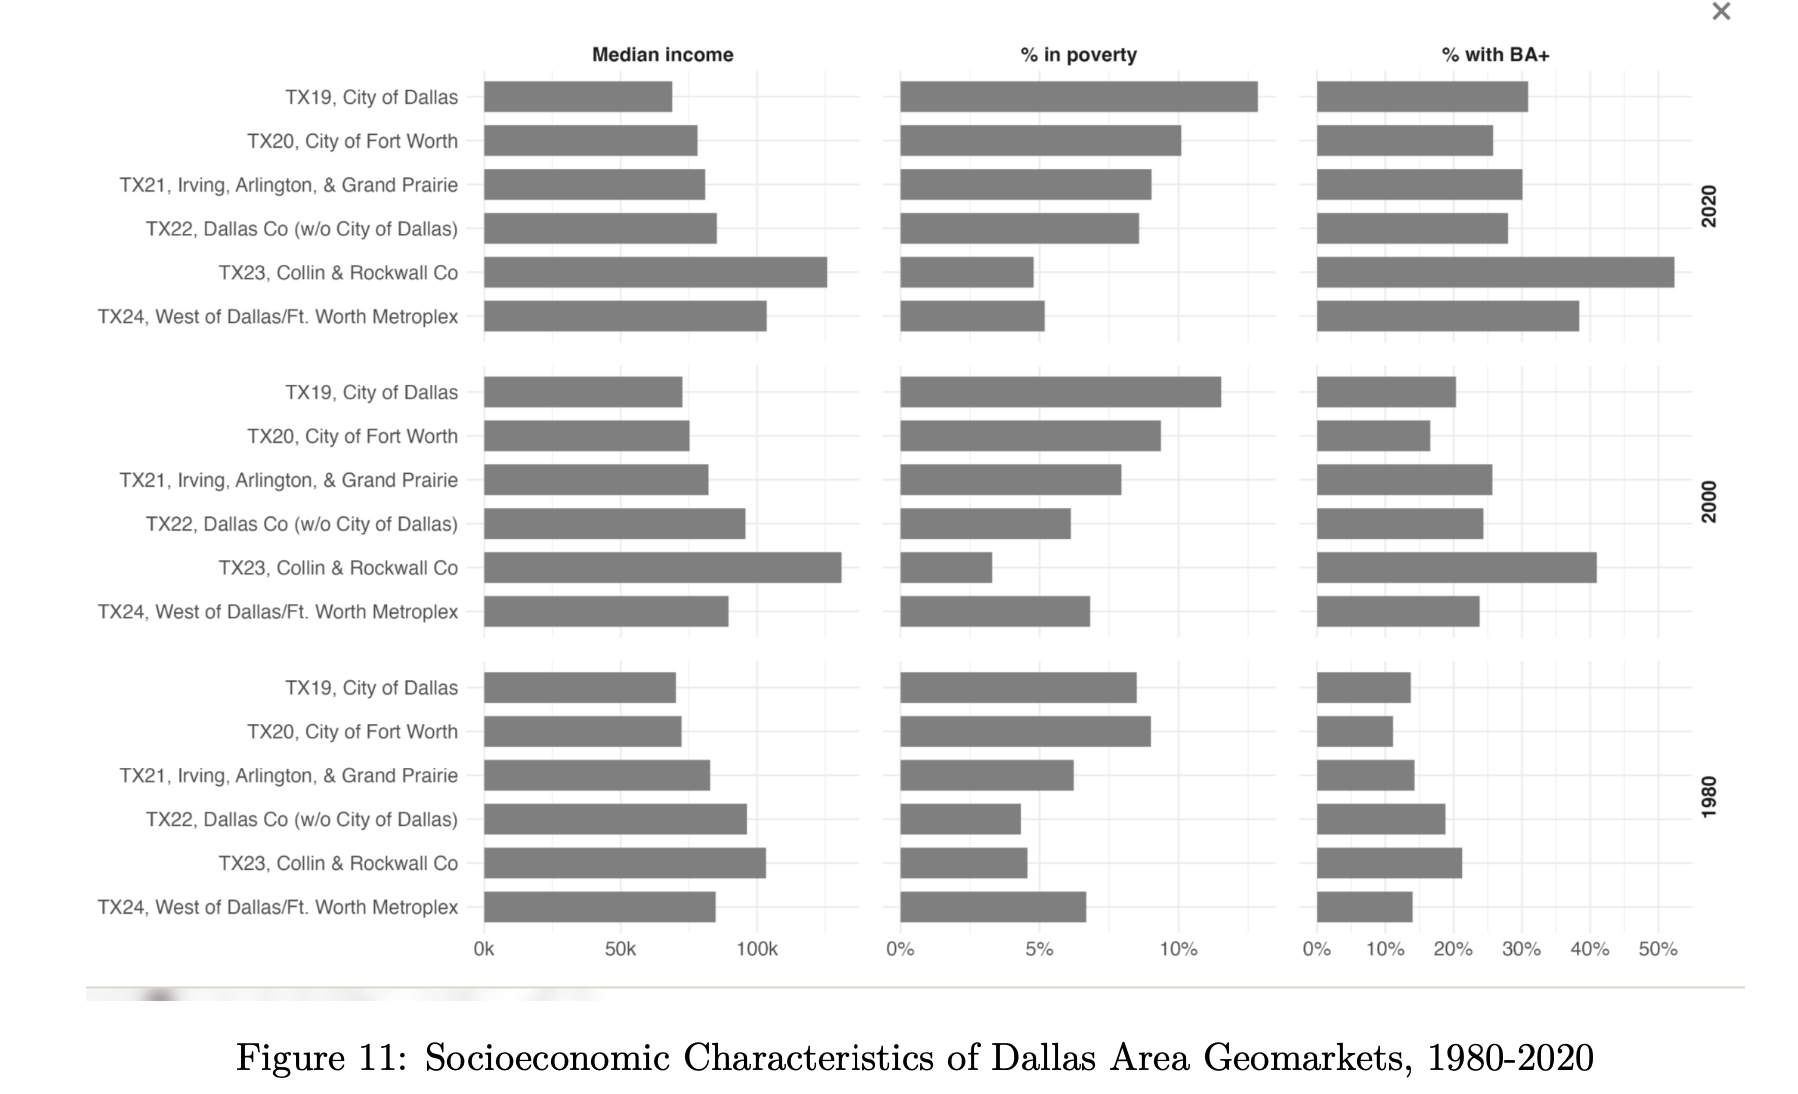 ×
Median income % in poverty % with BA+
TX19, City of Dallas
TX20, City of Fort Worth
TX21, Irving, Arlington, & Grand Prairie
TX22, Dallas Co (w/o City of Dallas)
TX23, Collin & Rockwall Co
TX24, West of Dallas/Ft. Worth Metroplex
2020
TX19, City of Dallas
TX20, City of Fort Worth
TX21, Irving, Arlington, & Grand Prairie
TX22, Dallas Co (w/o City of Dallas)
TX23, Collin & Rockwall Co
TX24, West of Dallas/Ft. Worth Metroplex
2000
TX19, City of Dallas
TX20, City of Fort Worth
TX21, Irving, Arlington, & Grand Prairie
TX22, Dallas Co (w/o City of Dallas)
TX23, Collin & Rockwall Co
TX24, West of Dallas/Ft. Worth Metroplex
1980
0k 50k 100k 0% 5% 10% 0% 10% 20% 30% 40% 50%
Figure 11: Socioeconomic Characteristics of Dallas Area Geomarkets, 1980-2020